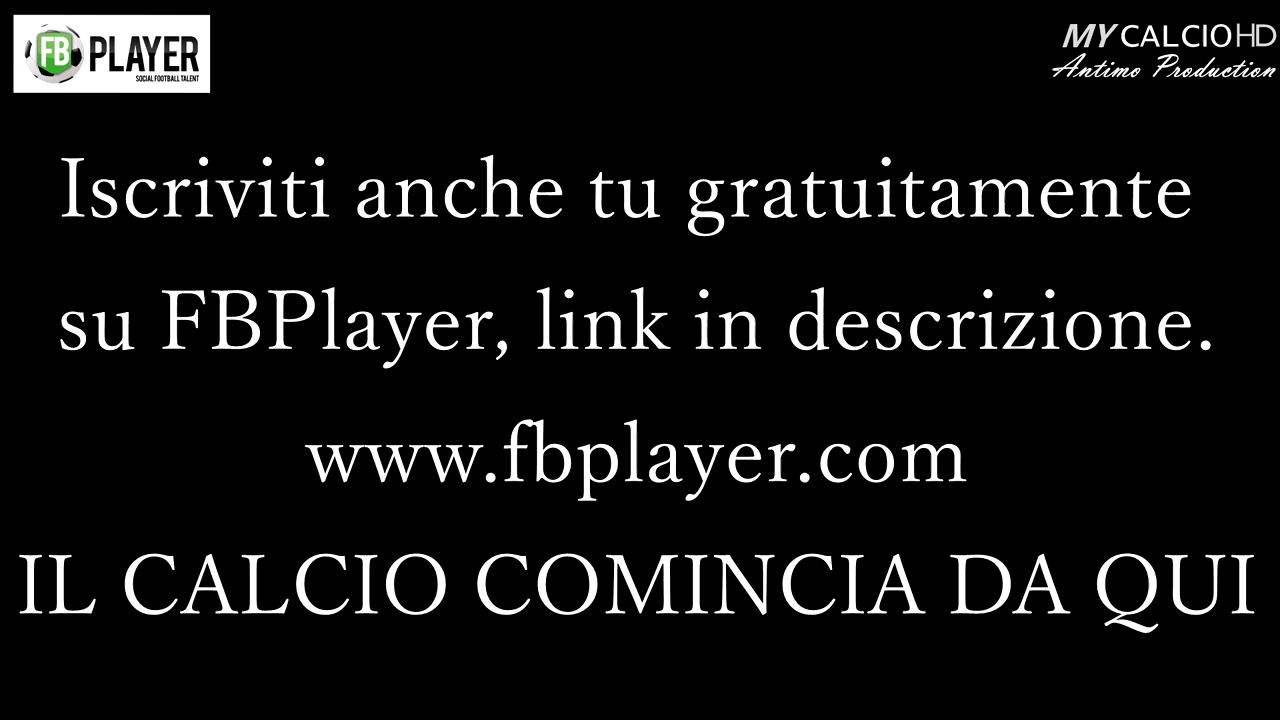 FB PLAYER
SOCIAL FOOTBALL TALENT
MY CALCIO HD
Antimo Production
Iscriviti anche tu gratuitamente
su FBPlayer, link in descrizione.
www.fbplayer.com
IL CALCIO COMINCIA DA QUI